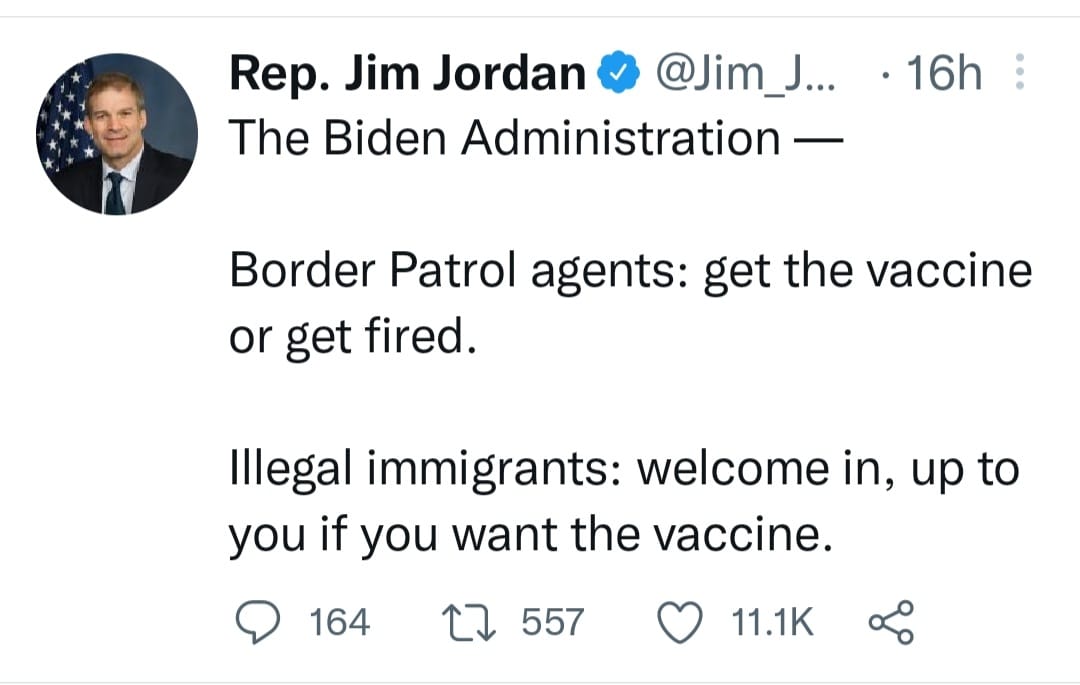 Rep. Jim Jordan @Jim_J... · 16h
The Biden Administration —
Border Patrol agents: get the vaccine
or get fired.
Illegal immigrants: welcome in, up to
you if you want the vaccine.
164 557 11.1K